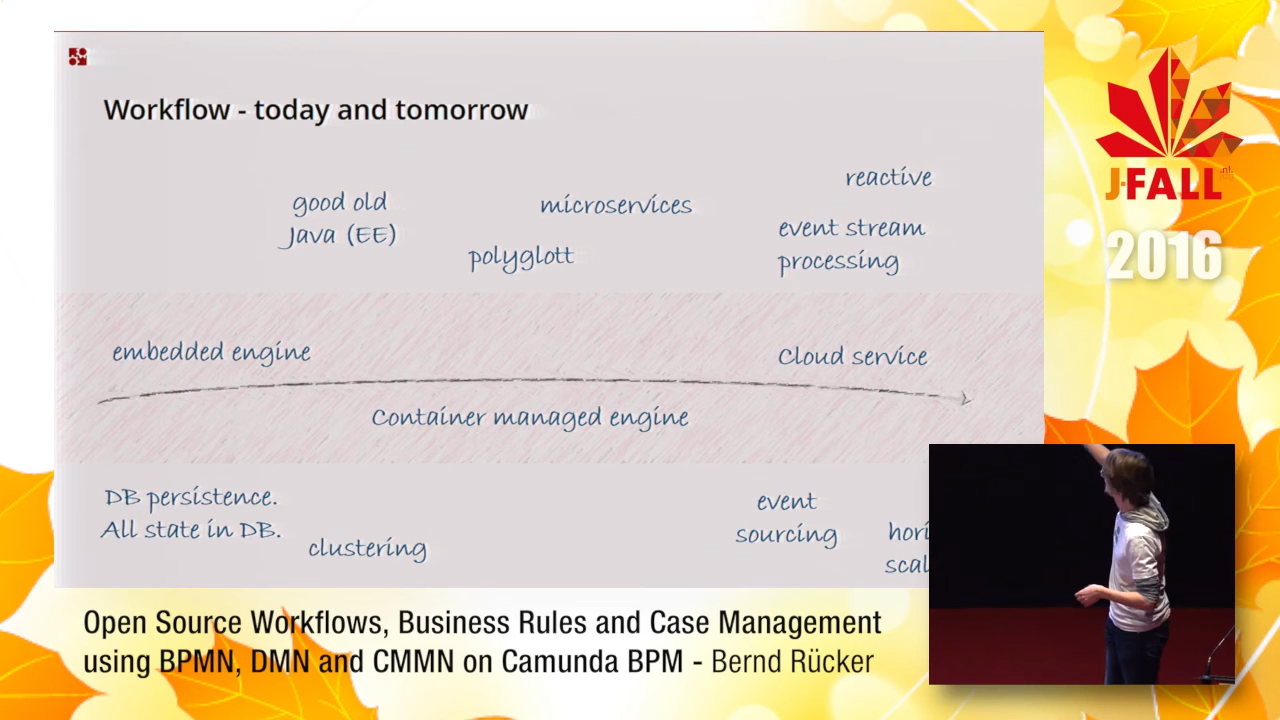 Workflow - today and tomorrow
reactive
good old
Java (EE)
microservices
event stream
processing
polyglott
embedded engine
Cloud service
Container managed engine
DB persistence.
All state in DB.
clustering
event
sourcing
J-FALL
.nl
2016
Open Source Workflows, Business Rules and Case Management
using BPMN, DMN and CMMN on Camunda BPM - Bernd Rücker